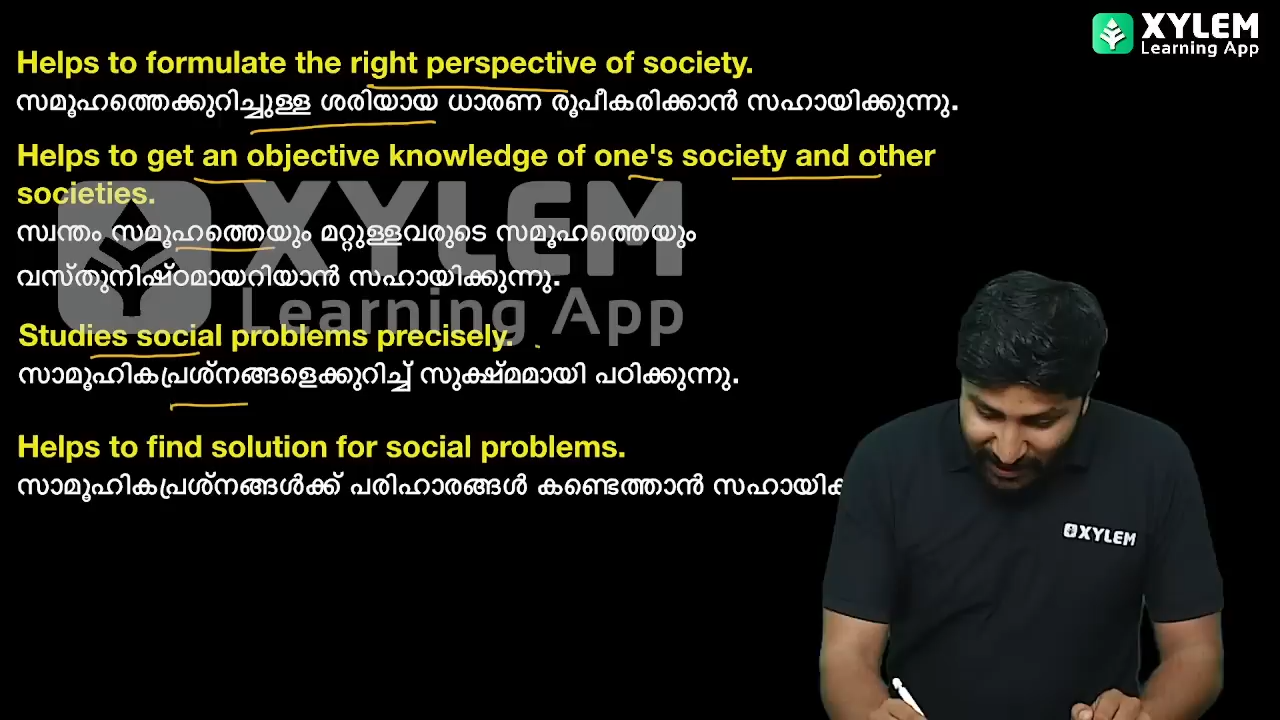 XYLEM
Learning App
Helps to formulate the right perspective of society.
സമൂഹത്തെക്കുറിച്ചുള്ള ശരിയായ ധാരണ രൂപീകരിക്കാൻ സഹായിക്കുന്നു.
Helps to get an objective knowledge of one's society and other
societies.
സ്വന്തം സമൂഹത്തെയും മറ്റുള്ളവരുടെ സമൂഹത്തെയും
വസ്തുനിഷ്ഠമായറിയാൻ സഹായിക്കുന്നു.
XYLEM
Learning App
Studies social problems precisely.
സാമൂഹികപ്രശ്നങ്ങളെക്കുറിച്ച് സുക്ഷ്മമായി പഠിക്കുന്നു.
Helps to find solution for social problems.
സാമൂഹികപ്രശ്നങ്ങൾക്ക് പരിഹാരങ്ങൾ കണ്ടെത്താൻ
XYLEM